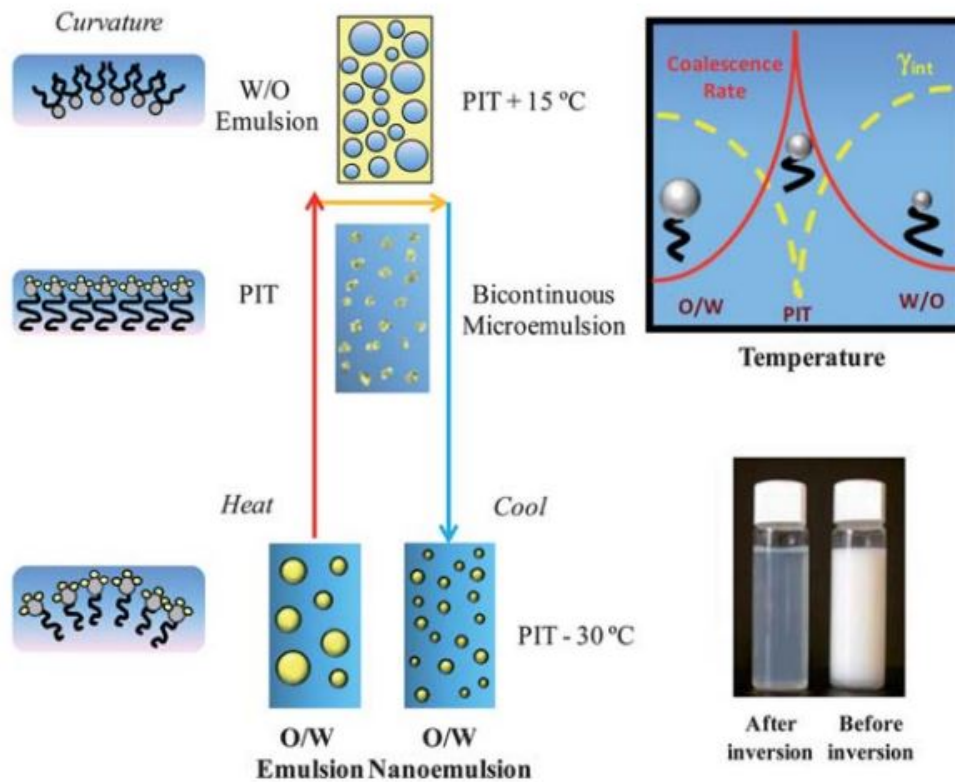 Curvature
W/O
Emulsion
PIT + 15 ºC
PIT
Bicontinuous
Microemulsion
Heat
Cool
PIT - 30 ºC
O/W
Emulsion
O/W
Nanoemulsion
Coalescence
Rate
γint
O/W
PIT
W/O
Temperature
After
inversion
Before
inversion